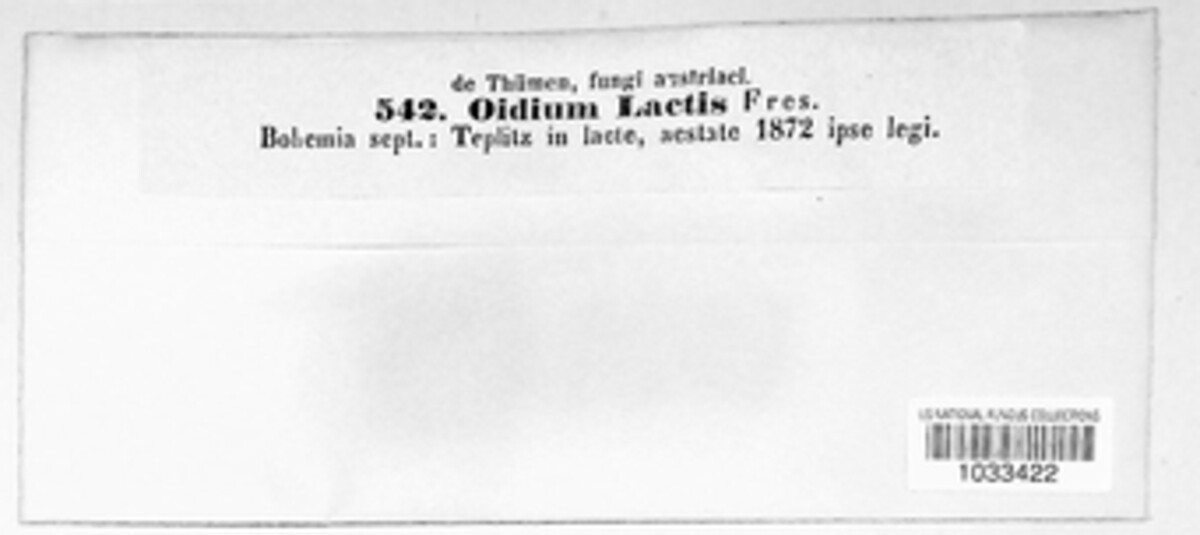 de Thümen, fungi austriaci.
542. Oidium Lactis Fres.
Bohemia sept.: Teplitz in lacte, aestate 1872 ipse legi.
US NATIONAL FUNGUS COLLECTIONS
1033422